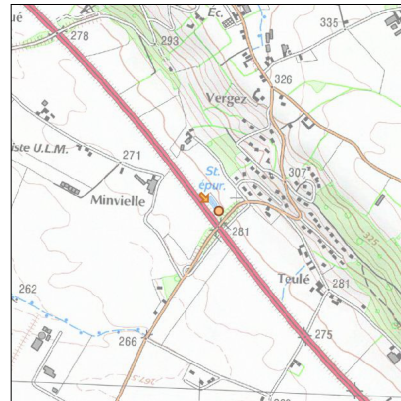 ué
Éc.
335
278
293
326
Vergez
iste U.L.M.
271
St.
épur.
307
Minvielle
281
325
Teulé
281
262
266
275